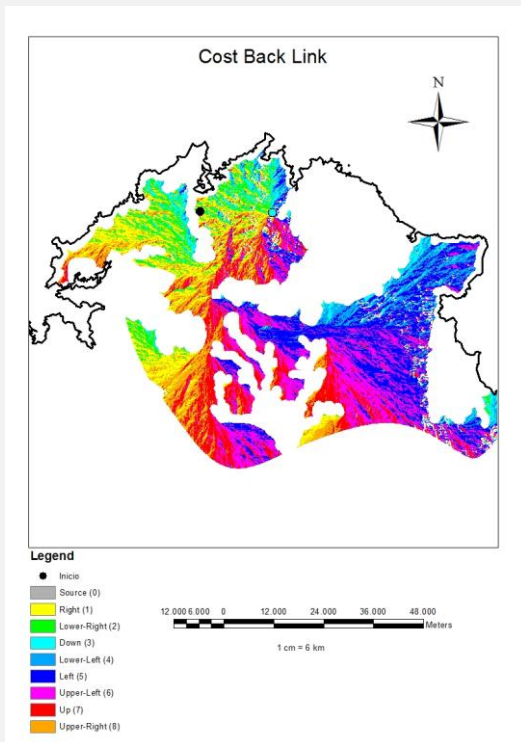 Cost Back Link
N
Legend
Inicio
Source (0)
Right (1)
Lower-Right (2)
Down (3)
Lower-Left (4)
Left (5)
Upper-Left (6)
Up (7)
Upper-Right (8)
12.000 6.000 0 12.000 24.000 36.000 48.000
Meters
1 cm = 6 km